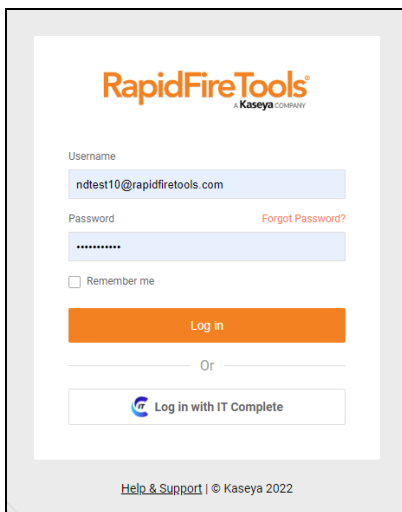 RapidFireTools®
A Kaseya COMPANY
Username
ndtest10@rapidfiretools.com
Password Forgot Password?
•••••••••••
Remember me
Log in
Or
IT Log in with IT Complete
Help & Support | © Kaseya 2022